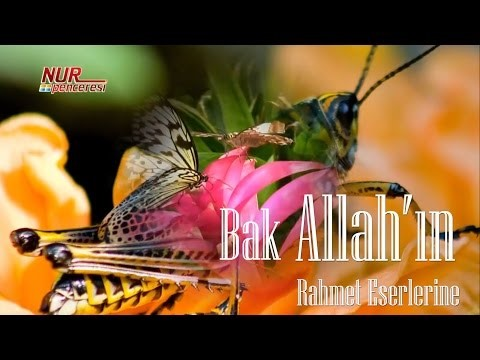 NUR
penceresi
Bak Allah'ın
Rahmet Eserlerine